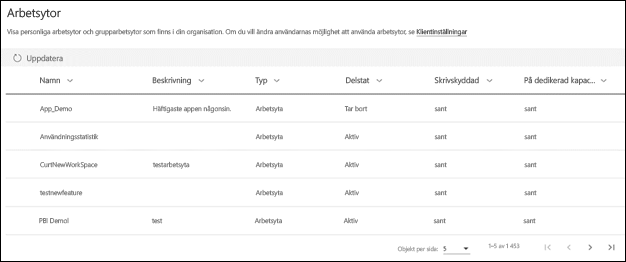 Arbetsytor
Visa personliga arbetsytor och grupparbetsytor som finns i din organisation. Om du vill ändra användarnas möjlighet att använda arbetsytor, se Klientinställningar
Uppdatera
Namn Beskrivning Typ Delstat Skrivskyddad På dedikerad kapac...
App_Demo Häftigaste appen någonsin. Arbetsyta Tar bort sant sant
Användningsstatistik Arbetsyta Aktiv sant sant
CurtNewWorkSpace testarbetsyta Arbetsyta Aktiv sant sant
testnewfeature Arbetsyta Aktiv sant sant
PBI Demol test Arbetsyta Aktiv sant sant
Objekt per sida: 5 1–5 av 1 453